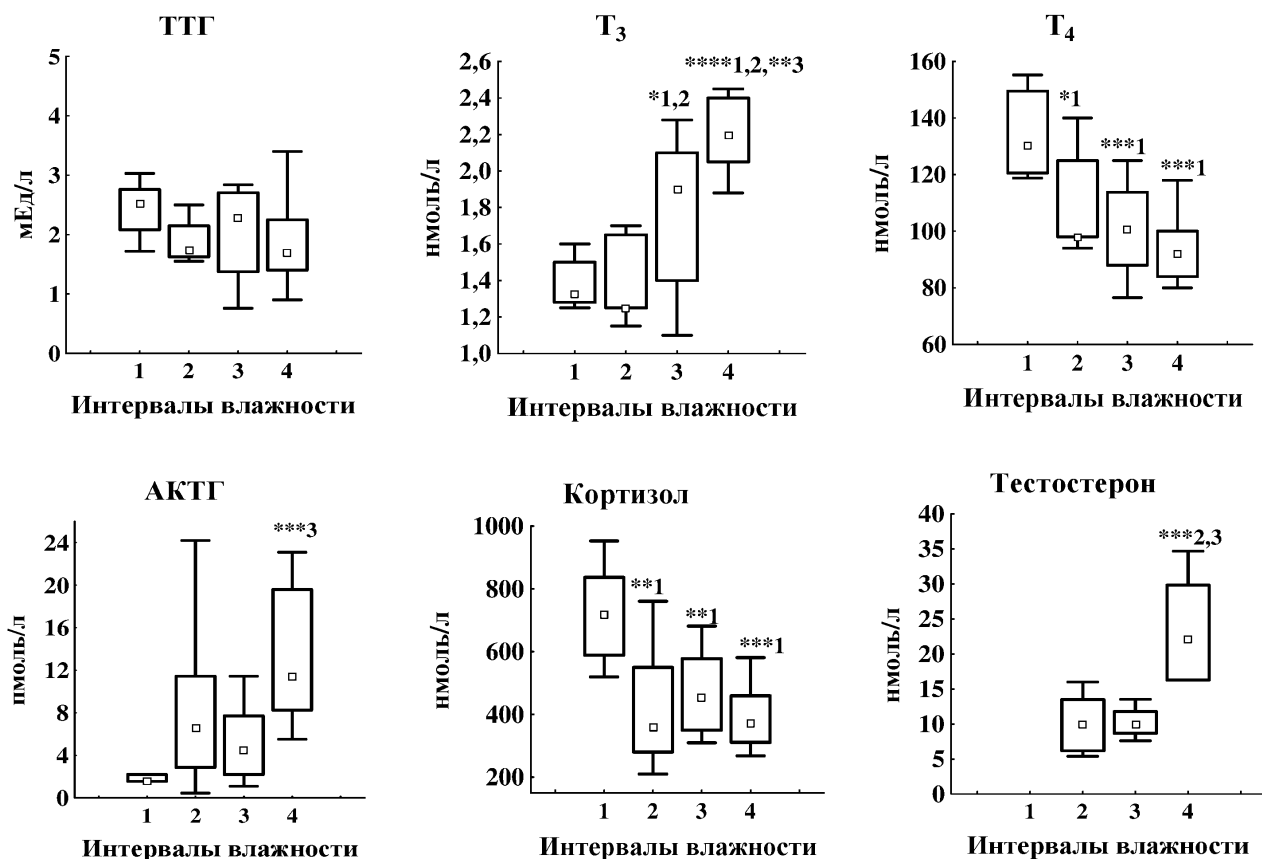 ТТГ
мЕд/л
5
4
3
2
1
0
1 2 3 4
Интервалы влажности
Т3
нмоль/л
2,6
2,4
2,2
2,0
1,8
1,6
1,4
1,2
1,0
*1,2
****1,2,**3
1 2 3 4
Интервалы влажности
Т4
нмоль/л
160
140
120
100
80
60
*1
***1
***1
1 2 3 4
Интервалы влажности
АКТГ
пмоль/л
24
20
16
12
8
4
0
***3
1 2 3 4
Интервалы влажности
Кортизол
нмоль/л
1000
800
600
400
200
**1
**1
***1
1 2 3 4
Интервалы влажности
Тестостерон
нмоль/л
40
35
30
25
20
15
10
5
0
***2,3
1 2 3 4
Интервалы влажности